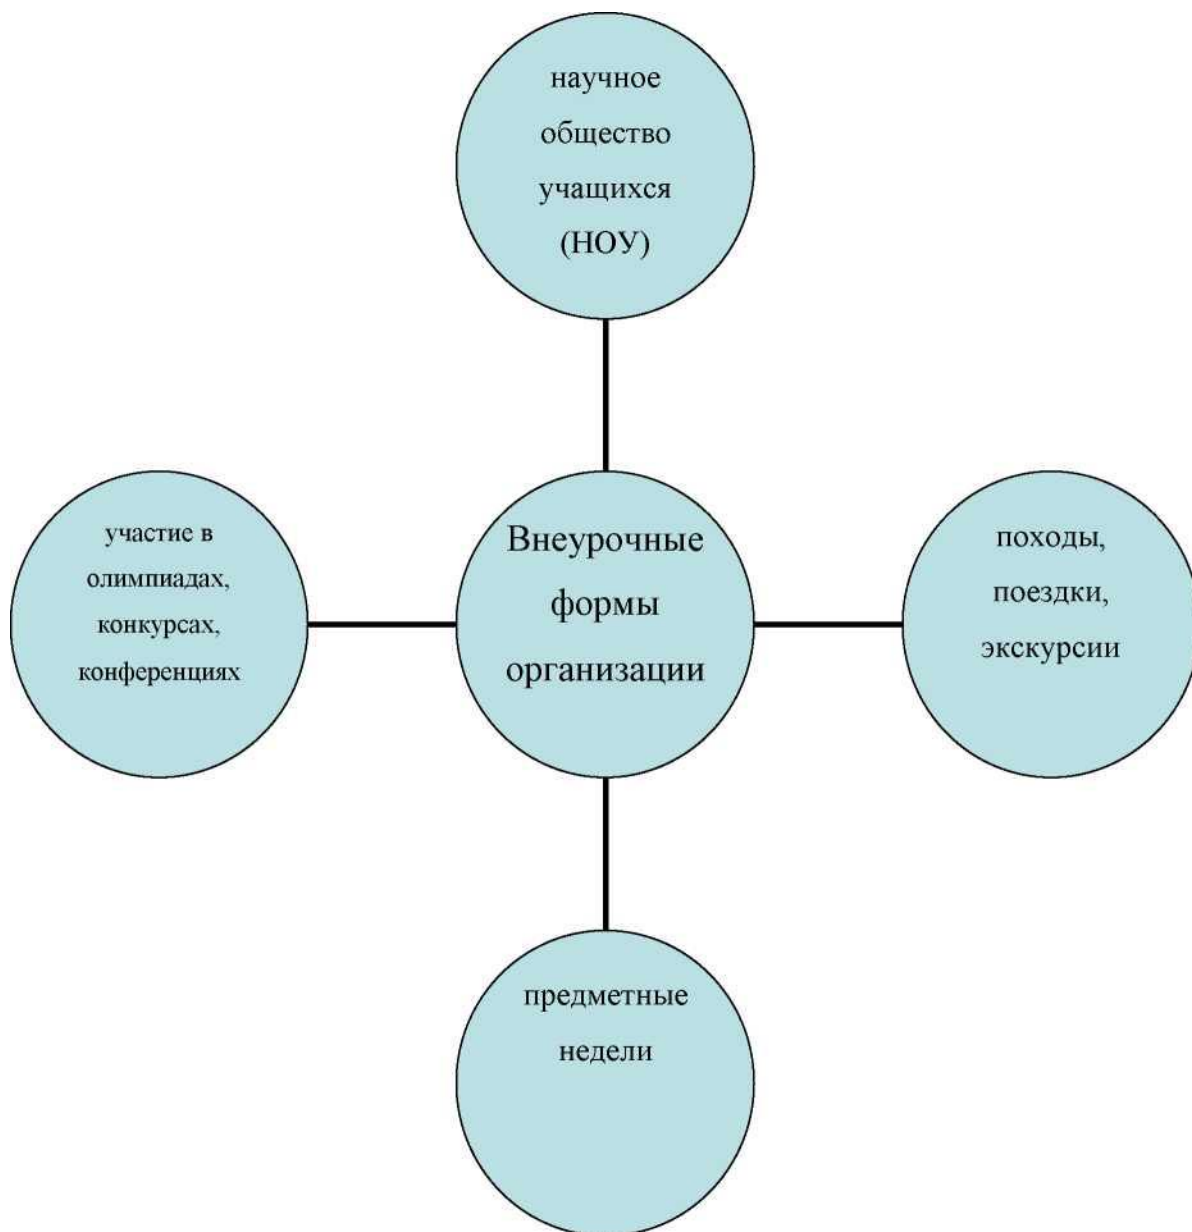 научное
общество
учащихся
(НОУ)
участие в
олимпиадах,
конкурсах,
конференциях
Внеурочные
формы
организации
походы,
поездки,
экскурсии
предметные
недели